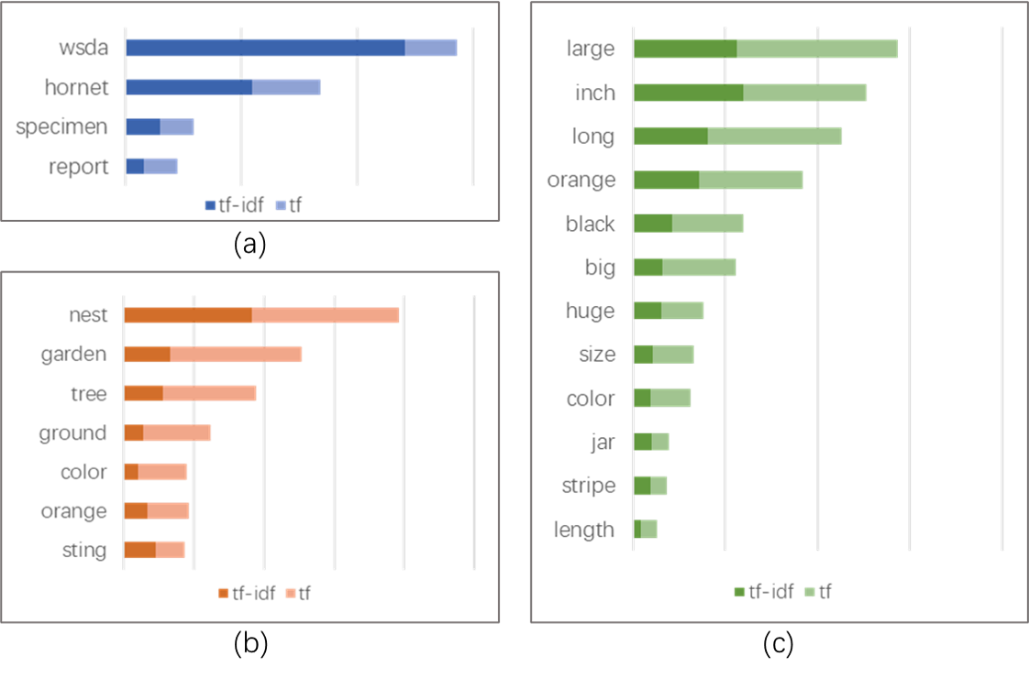 wsda
hornet
specimen
report
tf-idf tf
(a)
nest
garden
tree
ground
color
orange
sting
tf-idf tf
(b)
large
inch
long
orange
black
big
huge
size
color
jar
stripe
length
tf-idf tf
(c)